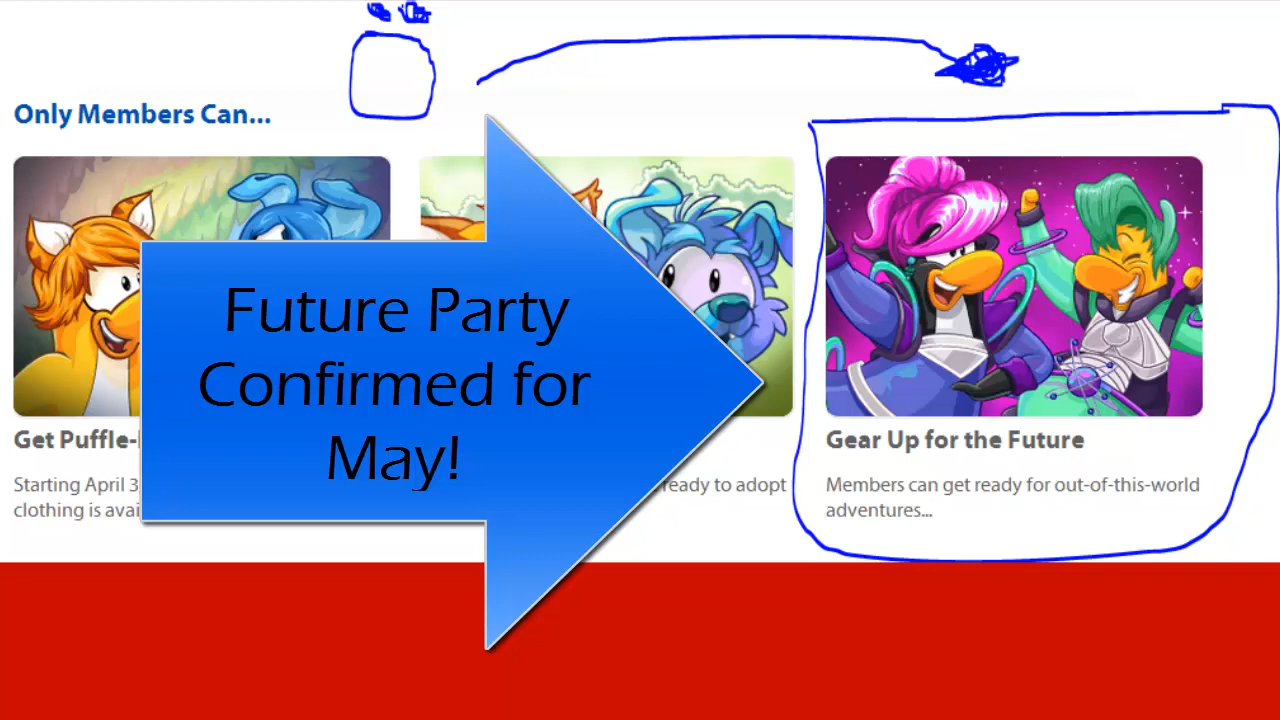 Only Members Can...
Future Party
Confirmed for
May!
Get Puffle-
Starting April 3
clothing is avai
ready to adopt
Gear Up for the Future
Members can get ready for out-of-this-world
adventures...